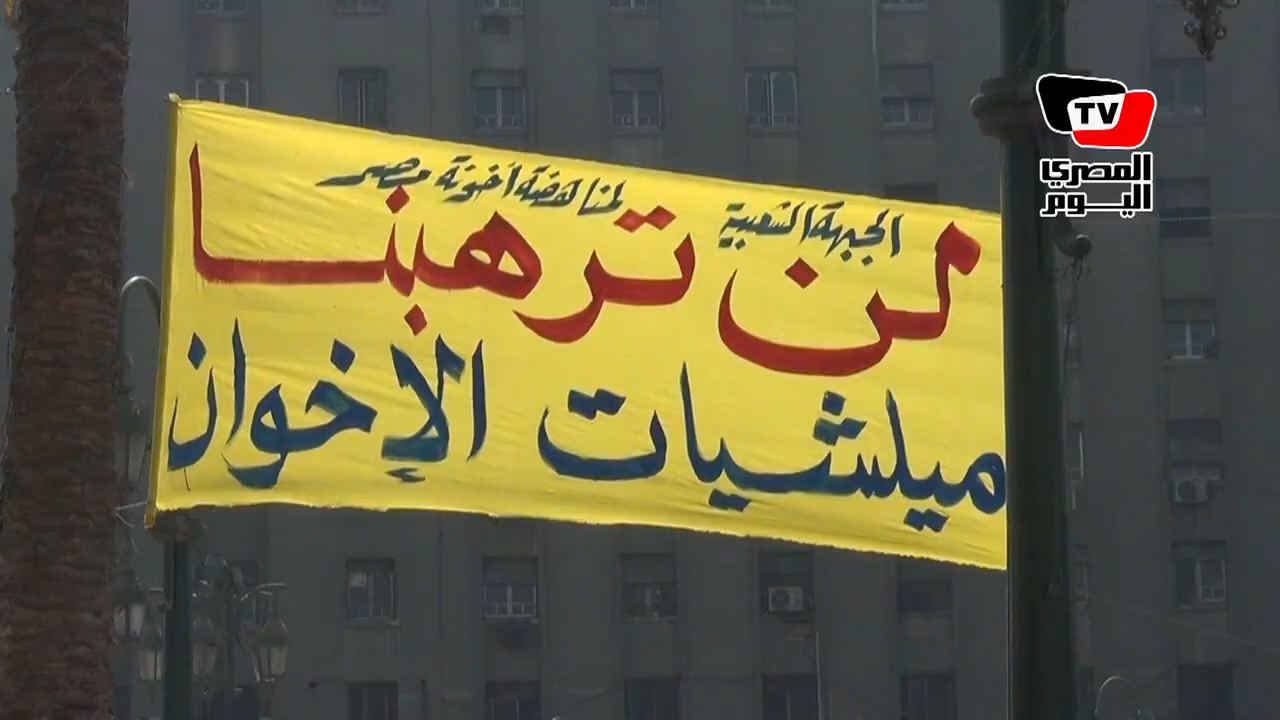 الجبهة الشعبية لمناهضة أخونة مصر
لن ترهبنا
ميلشيات الإخوان
TV
المصري
اليوم